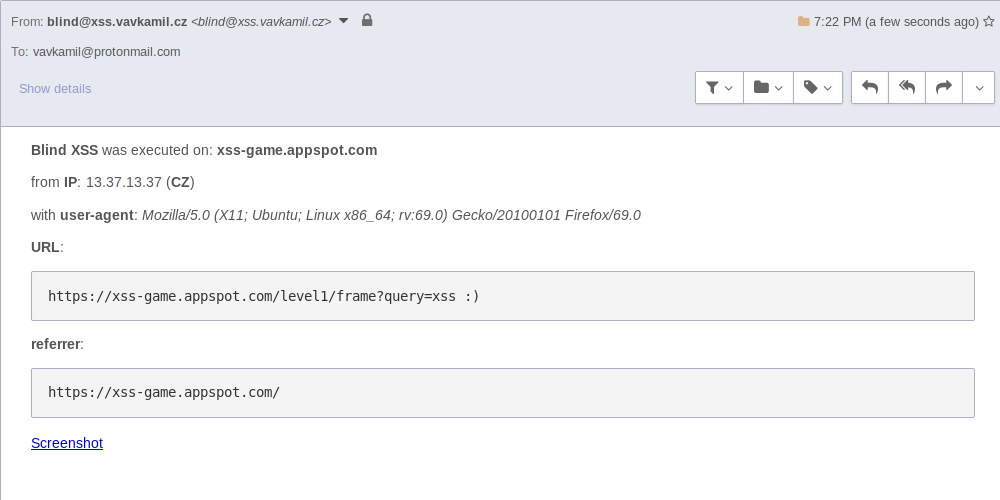 From: blind@xss.vavkamil.cz <blind@xss.vavkamil.cz>
7:22 PM (a few seconds ago)
To: vavkamil@protonmail.com
Show details
Blind XSS was executed on: xss-game.appspot.com
from IP: 13.37.13.37 (CZ)
with user-agent: Mozilla/5.0 (X11; Ubuntu; Linux x86_64; rv:69.0) Gecko/20100101 Firefox/69.0
URL:
https://xss-game.appspot.com/level1/frame?query=xss :)
referrer:
https://xss-game.appspot.com/
Screenshot